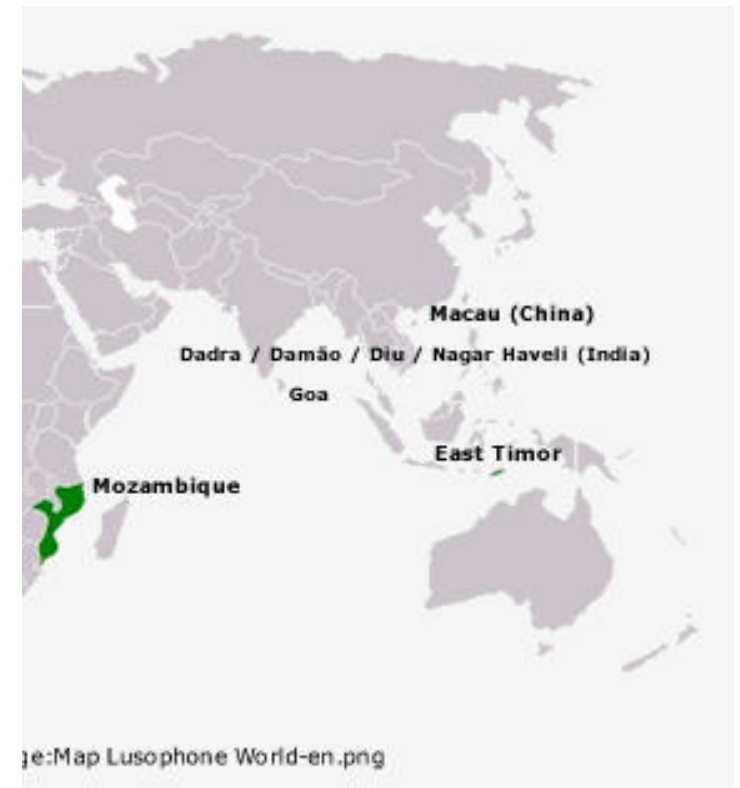 Macau (China)
Dadra / Damão / Diu / Nagar Haveli (India)
Goa
East Timor
Mozambique
ge:Map Lusophone World-en.png